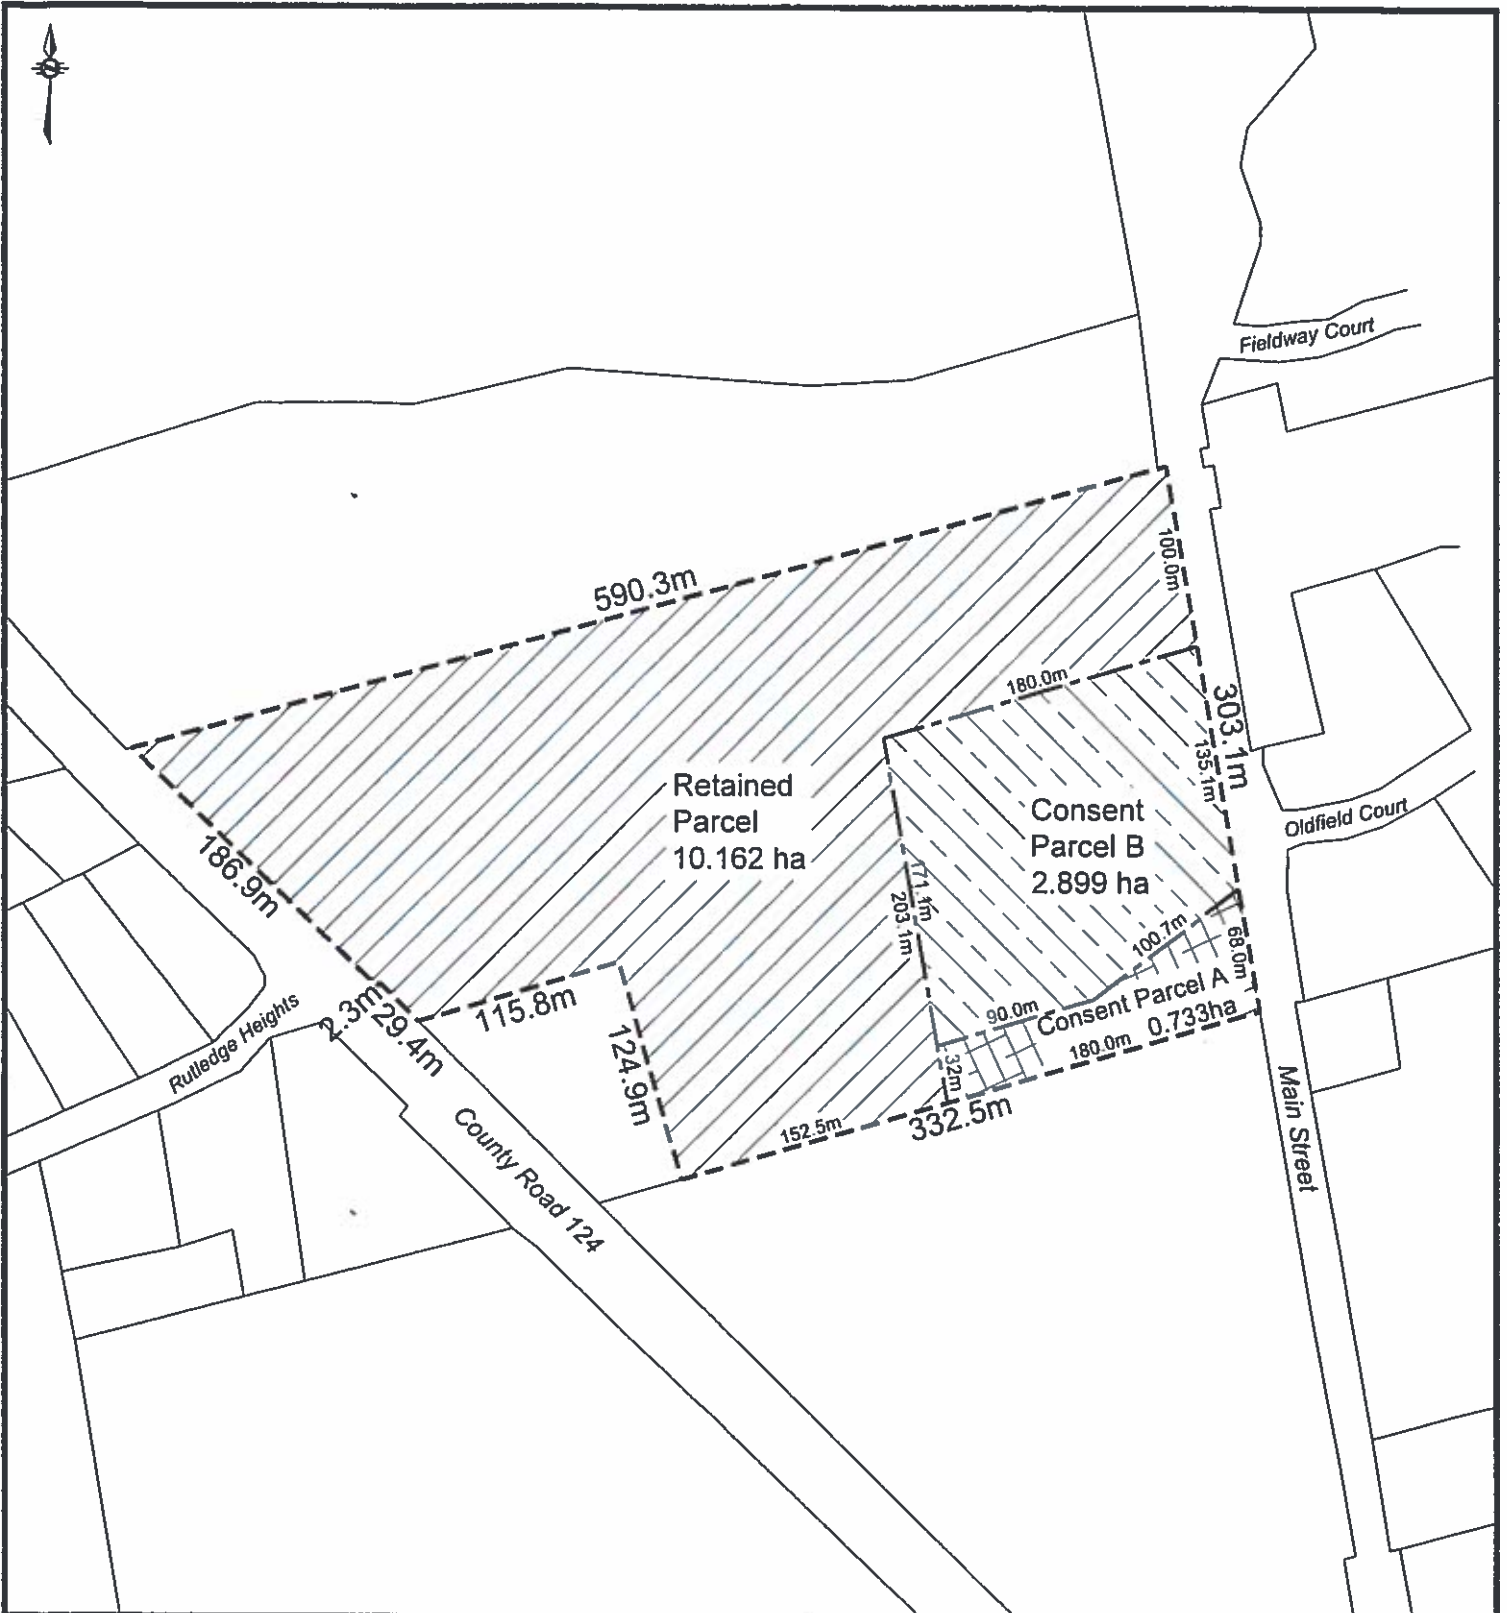 Fieldway Court
590.3m
100.0m
180.0m
303.1m
135.1m
Retained
Parcel
10.162 ha
Consent
Parcel B
2.899 ha
Oldfield Court
186.9m
171.1m
203.1m
100.7m
68.0m
2.3m
29.4m
115.8m
124.9m
90.0m
Consent Parcel A
0.733ha
180.0m
32m
332.5m
152.5m
Rutledge Heights
County Road 124
Main Street